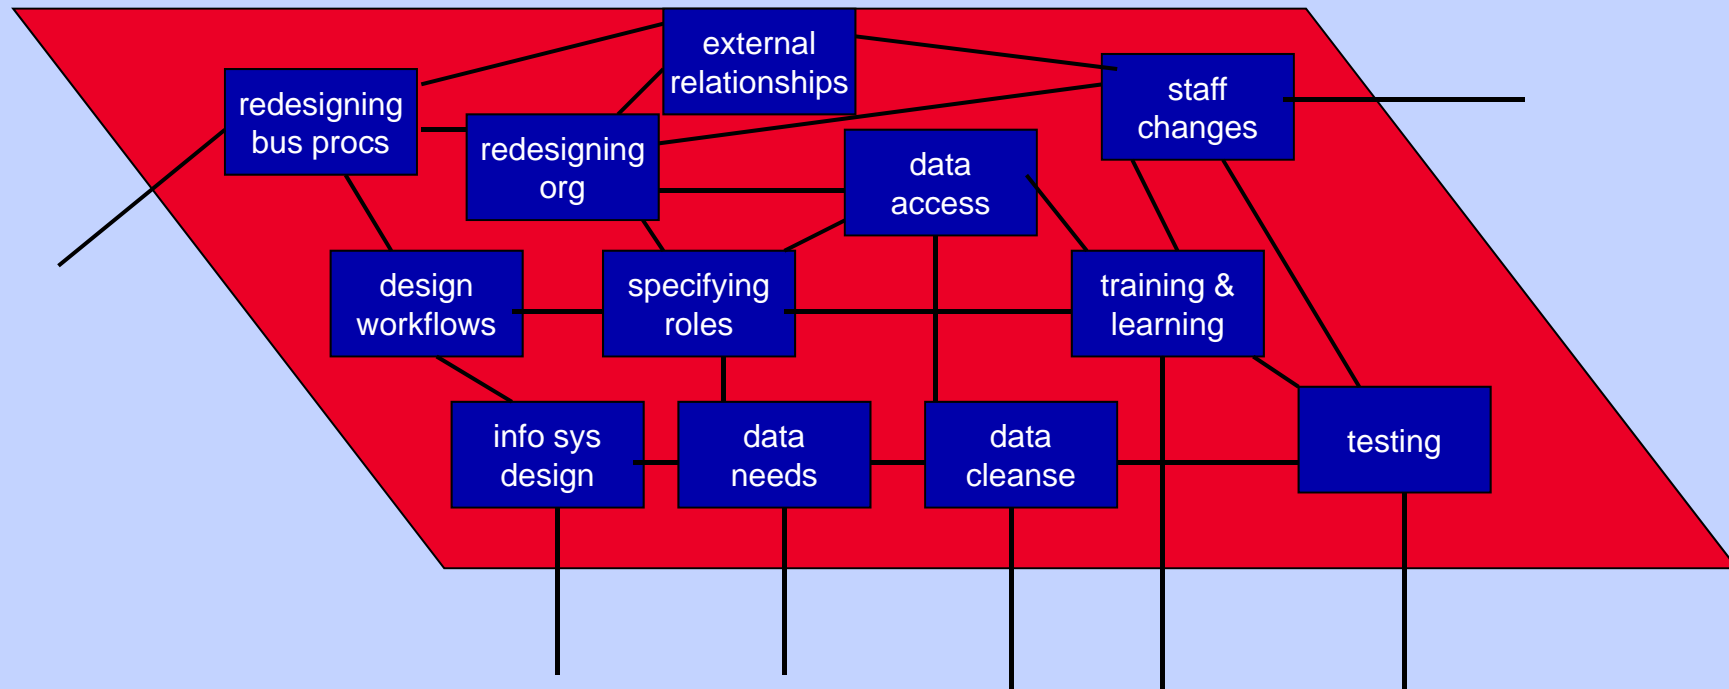 external
relationships
redesigning
bus procs
staff
changes
redesigning
org
data
access
design
workflows
specifying
roles
training &
learning
info sys
design
data
needs
data
cleanse
testing